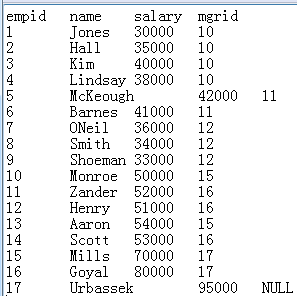 empid name salary mgrid
1 Jones 30000 10
2 Hall 35000 10
3 Kim 40000 10
4 Lindsay 38000 10
5 McKeough 42000 11
6 Barnes 41000 11
7 ONeil 36000 12
8 Smith 34000 12
9 Shoeman 33000 12
10 Monroe 50000 15
11 Zander 52000 16
12 Henry 51000 16
13 Aaron 54000 15
14 Scott 53000 16
15 Mills 70000 17
16 Goyal 80000 17
17 Urbassek 95000 NULL